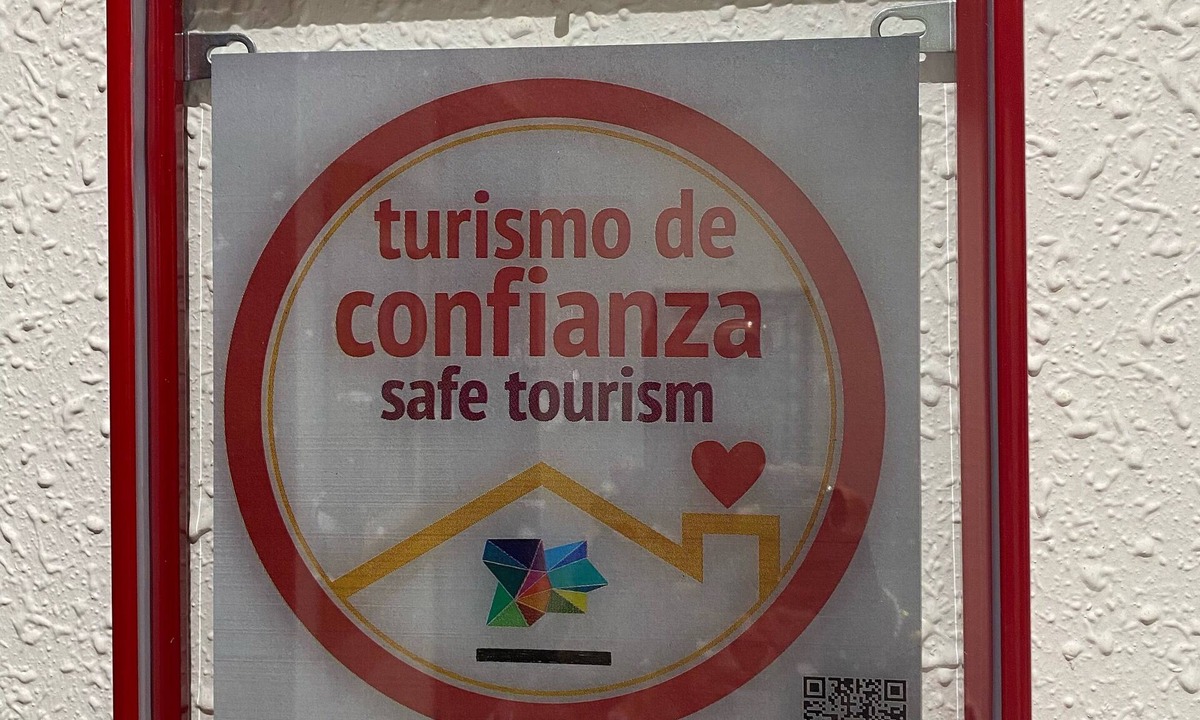 turismo de
confianza
safe tourism